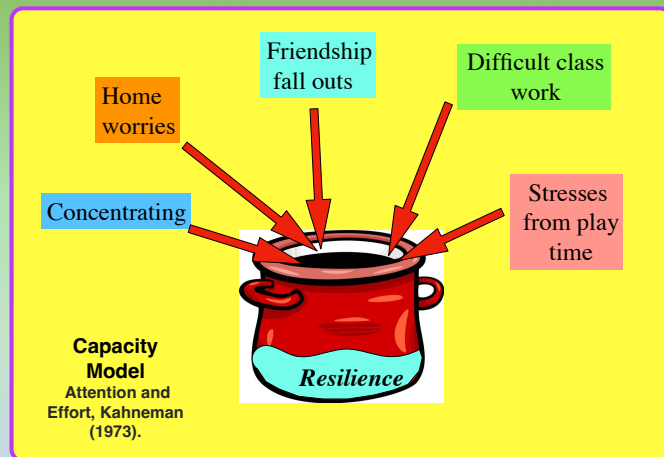 Friendship
fall outs
Difficult class
work
Home
worries
Concentrating
Stresses
from play
time
Resilience
Capacity
Model
Attention and
Effort, Kahneman
(1973).